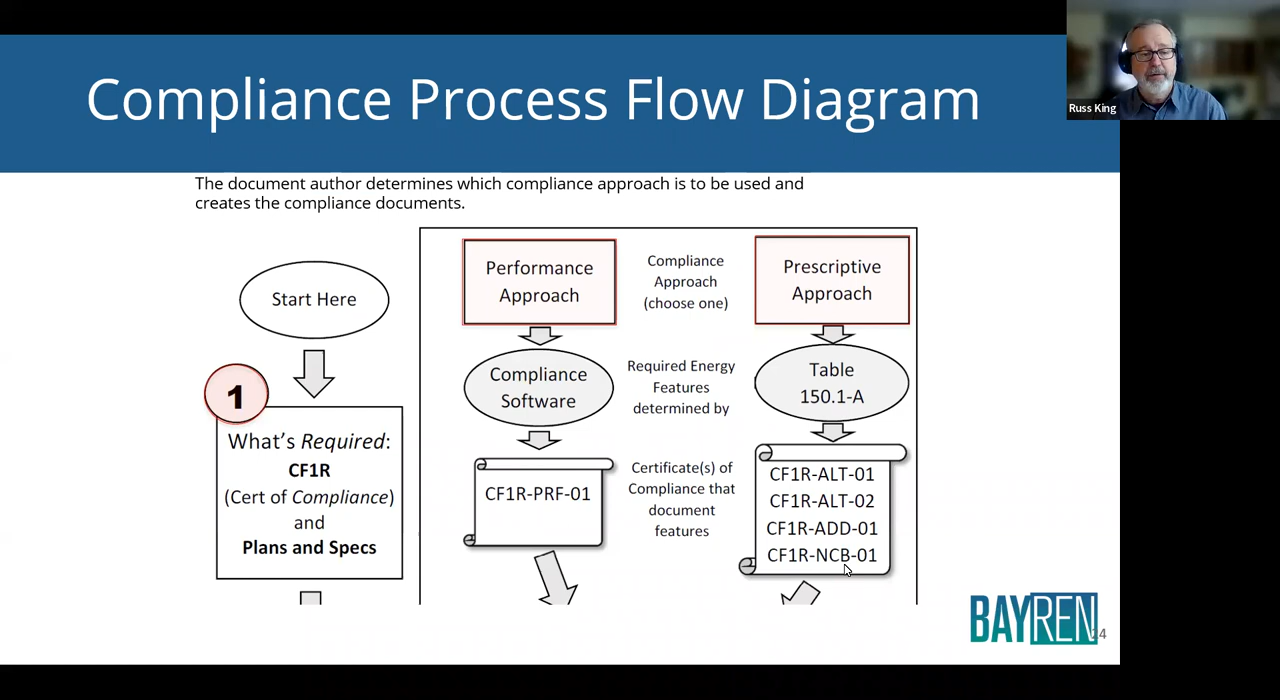 Compliance Process Flow Diagram
Russ King
The document author determines which compliance approach is to be used and
creates the compliance documents.
Start Here
1
What's Required:
CF1R
(Cert of Compliance)
and
Plans and Specs
Performance
Approach
Compliance
Approach
(choose one)
Prescriptive
Approach
Compliance
Software
Required Energy
Features
determined by
Table
150.1-A
CF1R-PRF-01
Certificate(s) of
Compliance that
document
features
CF1R-ALT-01
CF1R-ALT-02
CF1R-ADD-01
CF1R-NCB-01
BAYREN
24